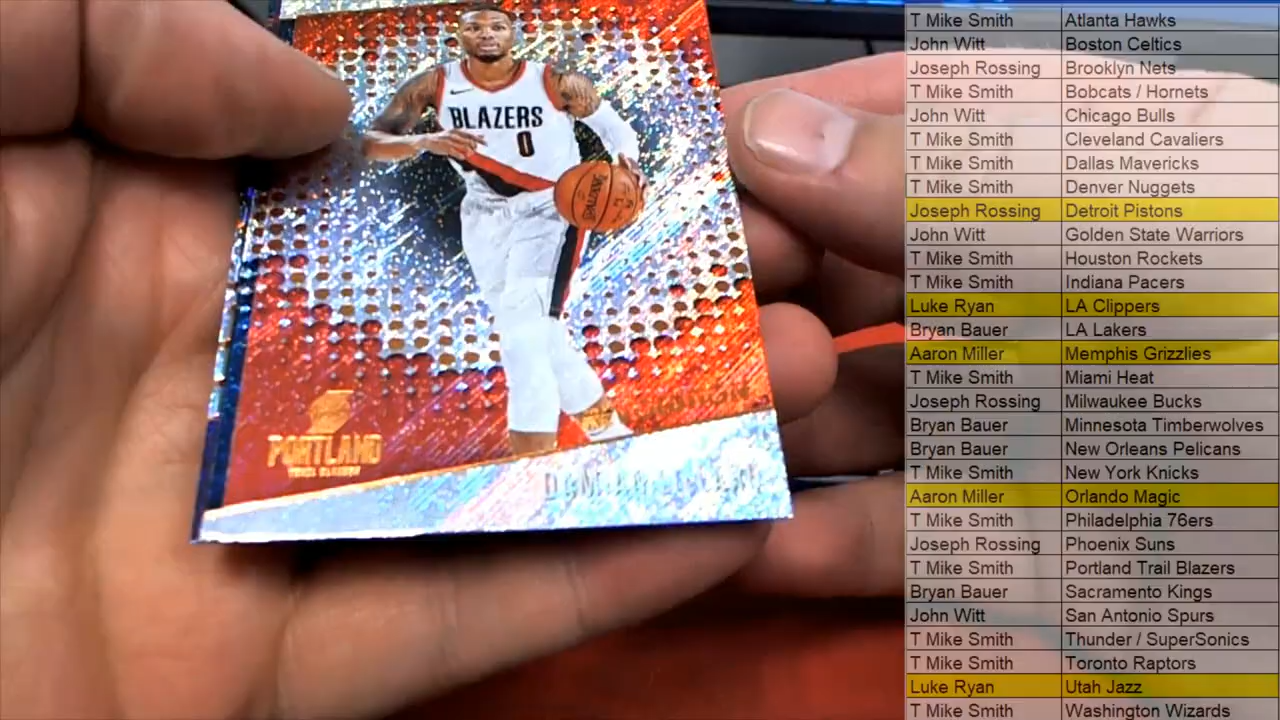 BLAZERS
0
SPALDING
PORTLAND
TRAIL BLAZERS
DAMIAN LILLARD
T Mike Smith Atlanta Hawks
John Witt Boston Celtics
Joseph Rossing Brooklyn Nets
T Mike Smith Bobcats / Hornets
John Witt Chicago Bulls
T Mike Smith Cleveland Cavaliers
T Mike Smith Dallas Mavericks
T Mike Smith Denver Nuggets
Joseph Rossing Detroit Pistons
John Witt Golden State Warriors
T Mike Smith Houston Rockets
T Mike Smith Indiana Pacers
Luke Ryan LA Clippers
Bryan Bauer LA Lakers
Aaron Miller Memphis Grizzlies
T Mike Smith Miami Heat
Joseph Rossing Milwaukee Bucks
Bryan Bauer Minnesota Timberwolves
Bryan Bauer New Orleans Pelicans
T Mike Smith New York Knicks
Aaron Miller Orlando Magic
T Mike Smith Philadelphia 76ers
Joseph Rossing Phoenix Suns
T Mike Smith Portland Trail Blazers
Bryan Bauer Sacramento Kings
John Witt San Antonio Spurs
T Mike Smith Thunder / SuperSonics
T Mike Smith Toronto Raptors
Luke Ryan Utah Jazz
T Mike Smith Washington Wizards